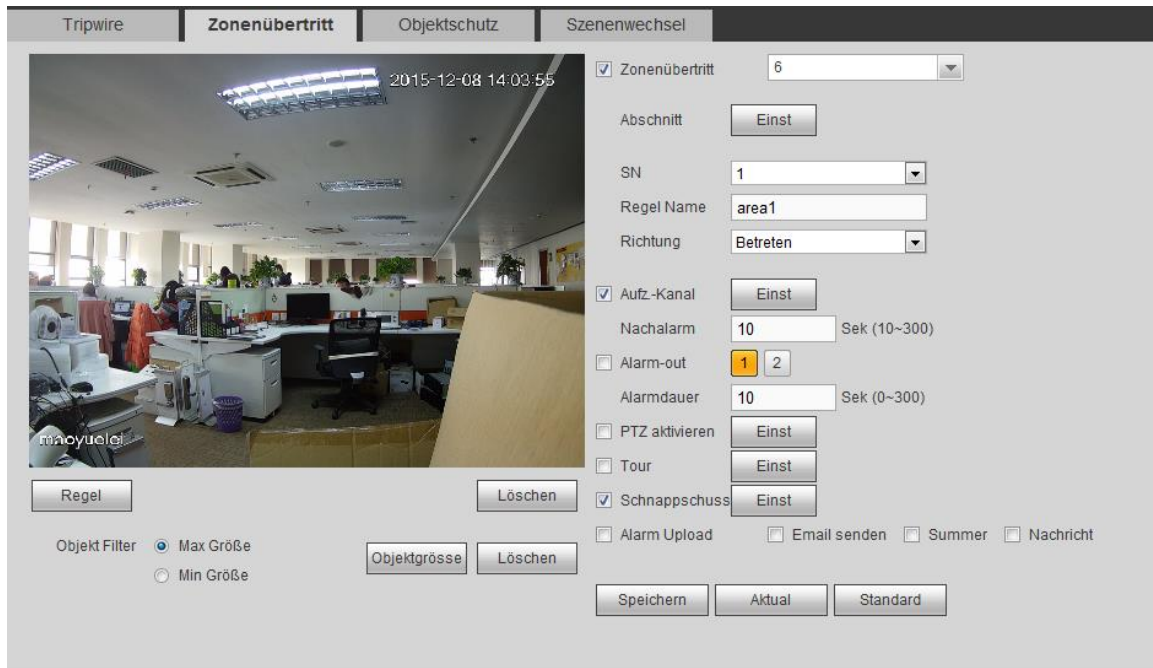 Tripwire Zonenübertritt Objektschutz Szenenwechsel
2015-12-08 14:03:55
maoyuelei
Regel Löschen
Objekt Filter Max Größe
Min Größe
Objektgrösse Löschen
Zonenübertritt 6
Abschnitt Einst
SN 1
Regel Name area1
Richtung Betreten
Aufz.-Kanal Einst
Nachalarm 10 Sek (10~300)
Alarm-out 1 2
Alarmdauer 10 Sek (0~300)
PTZ aktivieren Einst
Tour Einst
Schnappschuss Einst
Alarm Upload Email senden Summer Nachricht
Speichern Aktual Standard